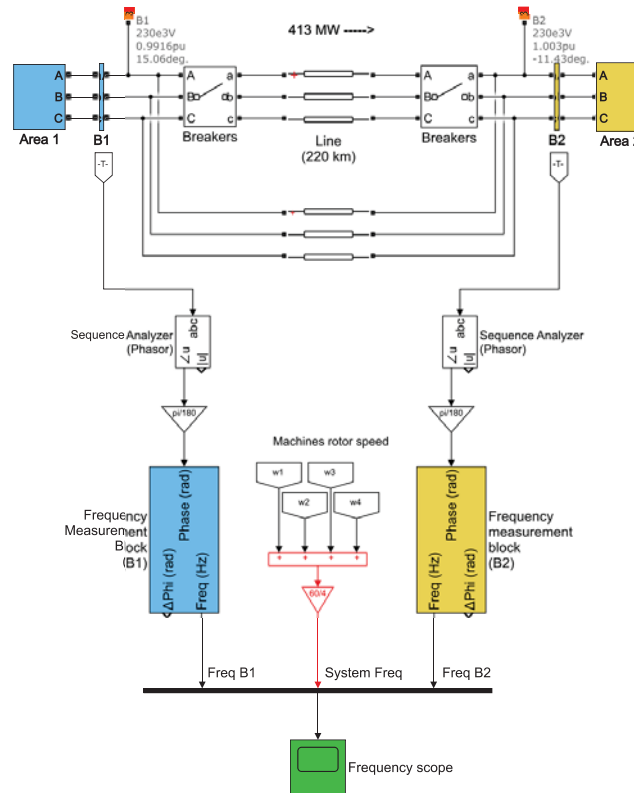 B1
230e3V
0.9916pu
15.06deg.
413 MW ----->
B2
230e3V
1.003pu
-11.43deg.
A
B
C
Area 1
B1
A a
B b
C c
Breakers
Line
(220 km)
A a
B b
C c
Breakers
B2
A
B
C
Area
-T-
-T-
Sequence Analyzer
(Phasor)
abc
|u|
∠u
abc
|u|
∠u
Sequence Analyzer
(Phasor)
pi/180
pi/180
Machines rotor speed
w1
w3
w2
w4
Frequency
Measurement
Block
(B1)
Phase (rad)
ΔPhi (rad)
Freq (Hz)
+ + + +
60/4
Phase (rad)
Freq (Hz)
ΔPhi (rad)
Frequency
measurement
block
(B2)
Freq B1
System Freq
Freq B2
Frequency scope